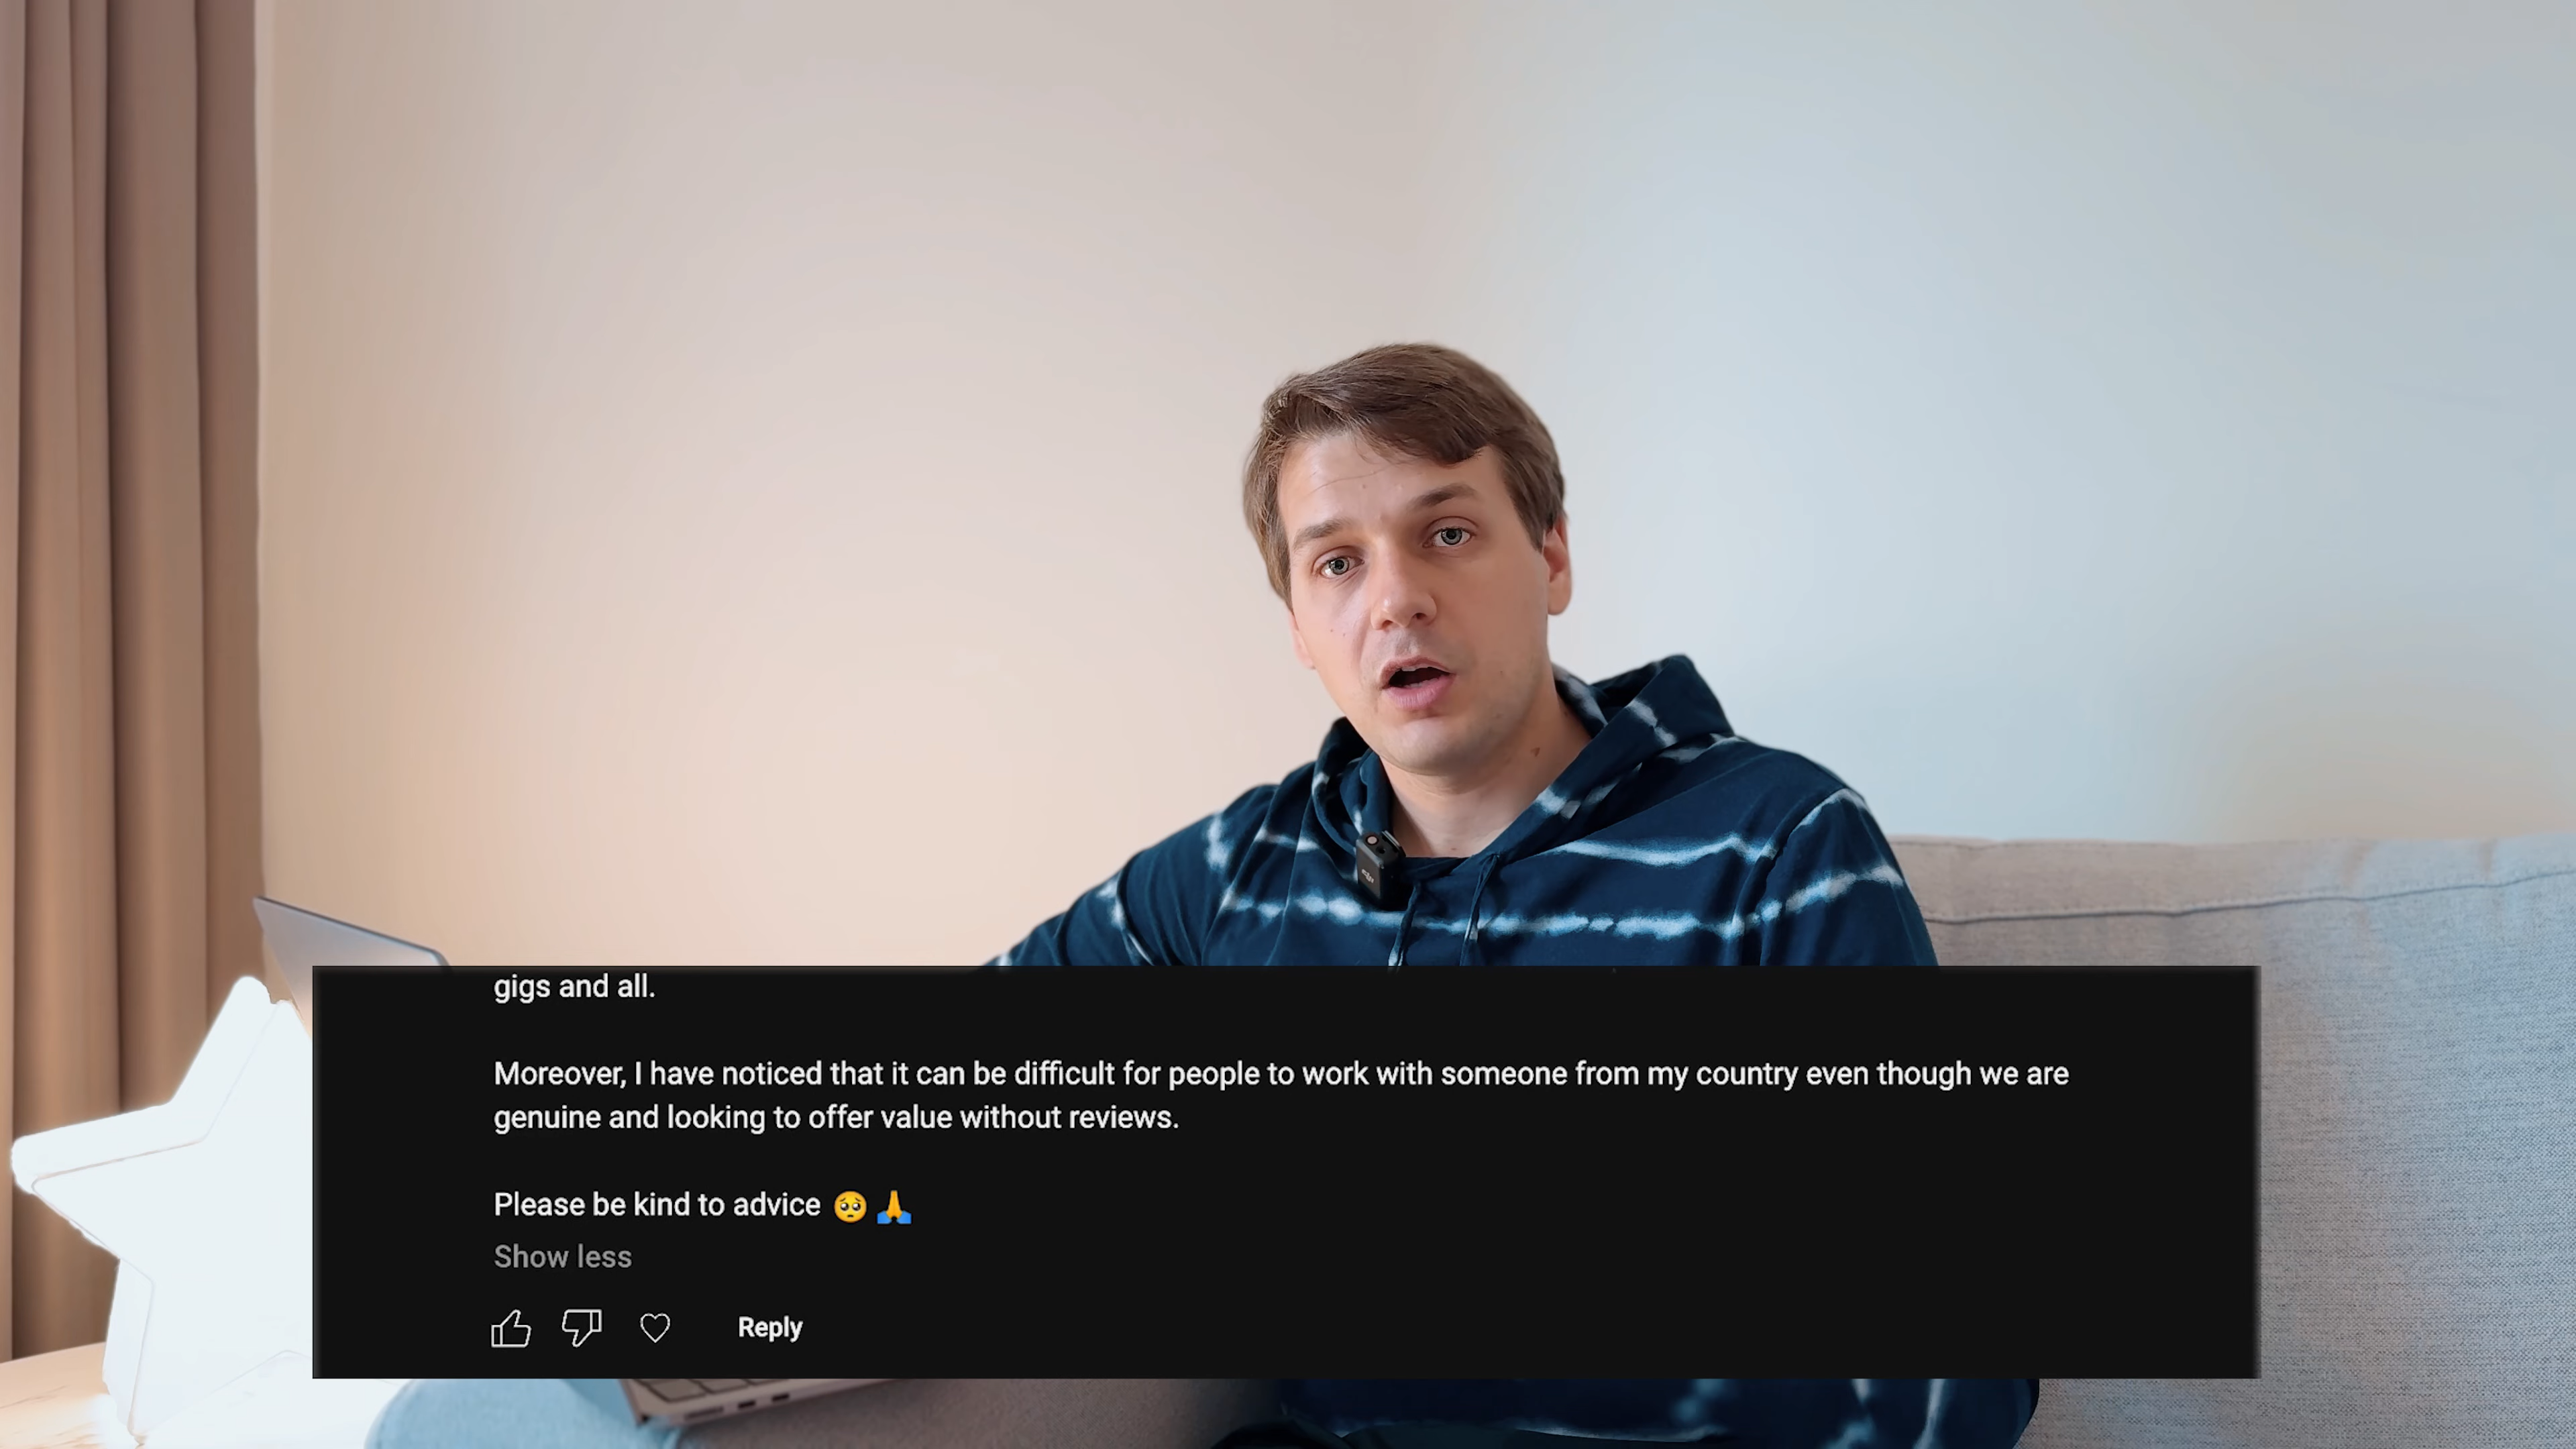 gigs and all.
Moreover, I have noticed that it can be difficult for people to work with someone from my country even though we are
genuine and looking to offer value without reviews.
Please be kind to advice 🥺 🙏
Show less
Reply